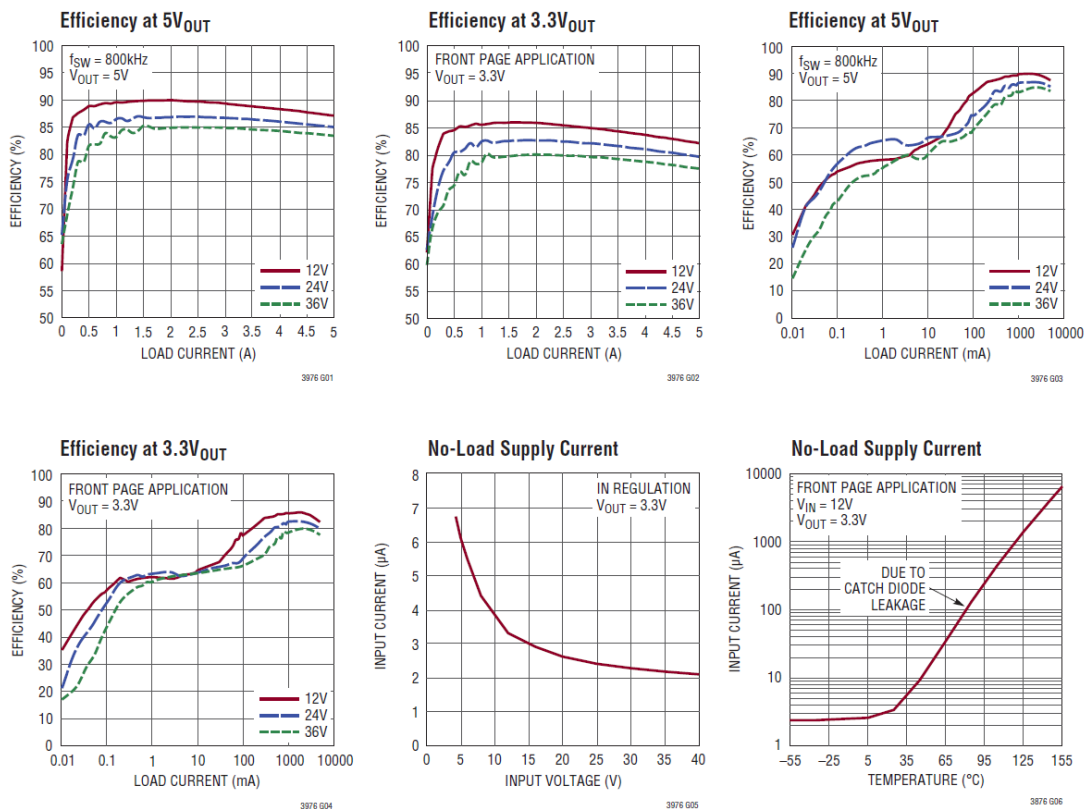 Efficiency at 5VOUT
100
95
90
85
80
75
70
65
60
55
50
EFFICIENCY (%)
fSW = 800kHz
VOUT = 5V
12V
24V
36V
0 0.5 1 1.5 2 2.5 3 3.5 4 4.5 5
LOAD CURRENT (A)
3976 G01
Efficiency at 3.3VOUT
100
95
90
85
80
75
70
65
60
55
50
EFFICIENCY (%)
FRONT PAGE APPLICATION
VOUT = 3.3V
12V
24V
36V
0 0.5 1 1.5 2 2.5 3 3.5 4 4.5 5
LOAD CURRENT (A)
3976 G02
Efficiency at 5VOUT
100
90
80
70
60
50
40
30
20
10
0
EFFICIENCY (%)
fSW = 800kHz
VOUT = 5V
12V
24V
36V
0.01 0.1 1 10 100 1000 10000
LOAD CURRENT (mA)
3976 G03
Efficiency at 3.3VOUT
100
90
80
70
60
50
40
30
20
10
0
EFFICIENCY (%)
FRONT PAGE APPLICATION
VOUT = 3.3V
12V
24V
36V
0.01 0.1 1 10 100 1000 10000
LOAD CURRENT (mA)
3976 G04
No-Load Supply Current
8
7
6
5
4
3
2
1
0
INPUT CURRENT (µA)
IN REGULATION
VOUT = 3.3V
0 5 10 15 20 25 30 35 40
INPUT VOLTAGE (V)
3976 G05
No-Load Supply Current
10000
1000
100
10
1
INPUT CURRENT (µA)
FRONT PAGE APPLICATION
VIN = 12V
VOUT = 3.3V
DUE TO
CATCH DIODE
LEAKAGE
–55 –25 5 35 65 95 125 155
TEMPERATURE (°C)
3876 G06